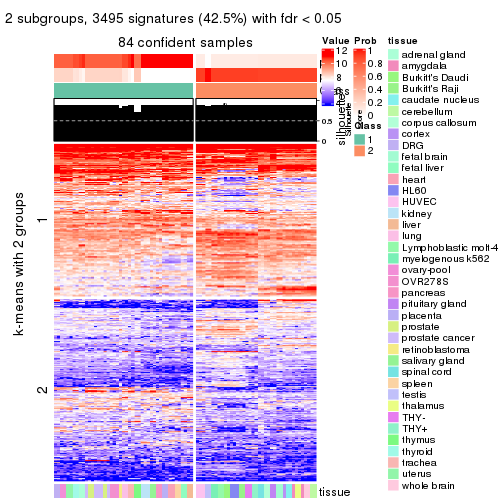 2 subgroups, 3495 signatures (42.5%) with fdr < 0.05
84 confident samples
k-means with 2 groups
1
2
Value
12
10
8
6
4
Prob
1
0.8
0.6
0.4
0.2
0
Class
1
2
silhouette
0.5
0
tissue
tissue
adrenal gland
amygdala
Burkitt's Daudi
Burkitt's Raji
caudate nucleus
cerebellum
corpus callosum
cortex
DRG
fetal brain
fetal liver
heart
HL60
HUVEC
kidney
liver
lung
Lymphoblastic molt-4
myelogenous k562
ovary-pool
OVR278S
pancreas
pituitary gland
placenta
prostate
prostate cancer
retinoblastoma
salivary gland
spinal cord
spleen
testis
thalamus
THY-
THY+
thymus
thyroid
trachea
uterus
whole brain